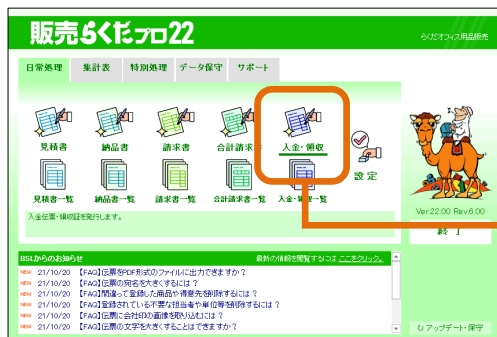 販売らくだプロ22
らくだオフィス用品販売
日常処理 集計表 特別処理 データ保守 サポート
見積書 納品書 請求書 合計請求書 入金・領収
設定
見積書一覧 納品書一覧 請求書一覧 合計請求書一覧 入金・領収一覧
Ver.22.00 Rev.6.00
終了
入金伝票・領収証を発行します。
BSLからのお知らせ 最新の情報を閲覧するには ここをクリック。
NEW 21/10/20 【FAQ】伝票をPDF形式のファイルに出力できますか？
NEW 21/10/20 【FAQ】伝票の宛名を大きくするには？
NEW 21/10/20 【FAQ】間違って登録した商品や得意先を削除するには？
NEW 21/10/20 【FAQ】登録されている不要な担当者や単位等を削除するには？
NEW 21/10/20 【FAQ】伝票に会社印の画像を取り込むには？
NEW 21/10/20 【FAQ】伝票の文字を大きくすることはできますか？
アップデート・保守